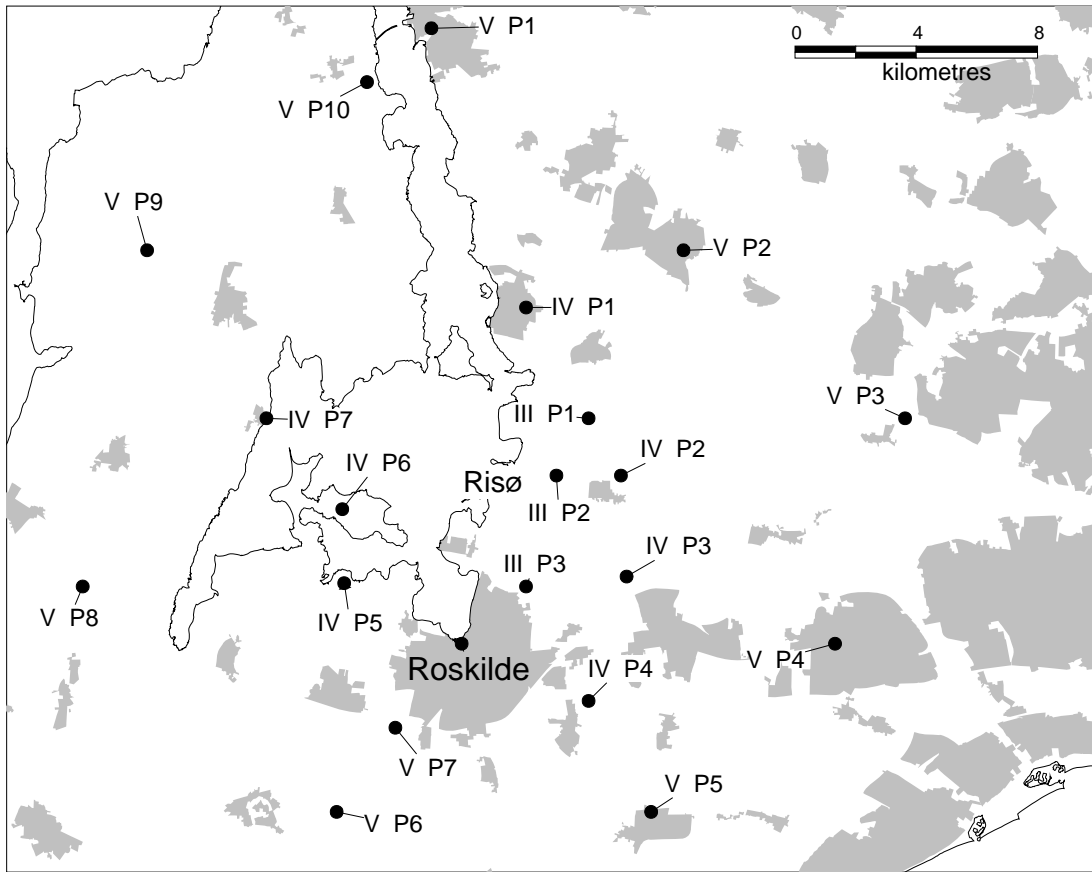 V P1
0 4 8
kilometres
V P10
V P9
V P2
IV P1
V P3
III P1
IV P7
IV P6
IV P2
Risø
III P2
IV P3
III P3
V P8
IV P5
Roskilde
V P4
IV P4
V P7
V P5
V P6